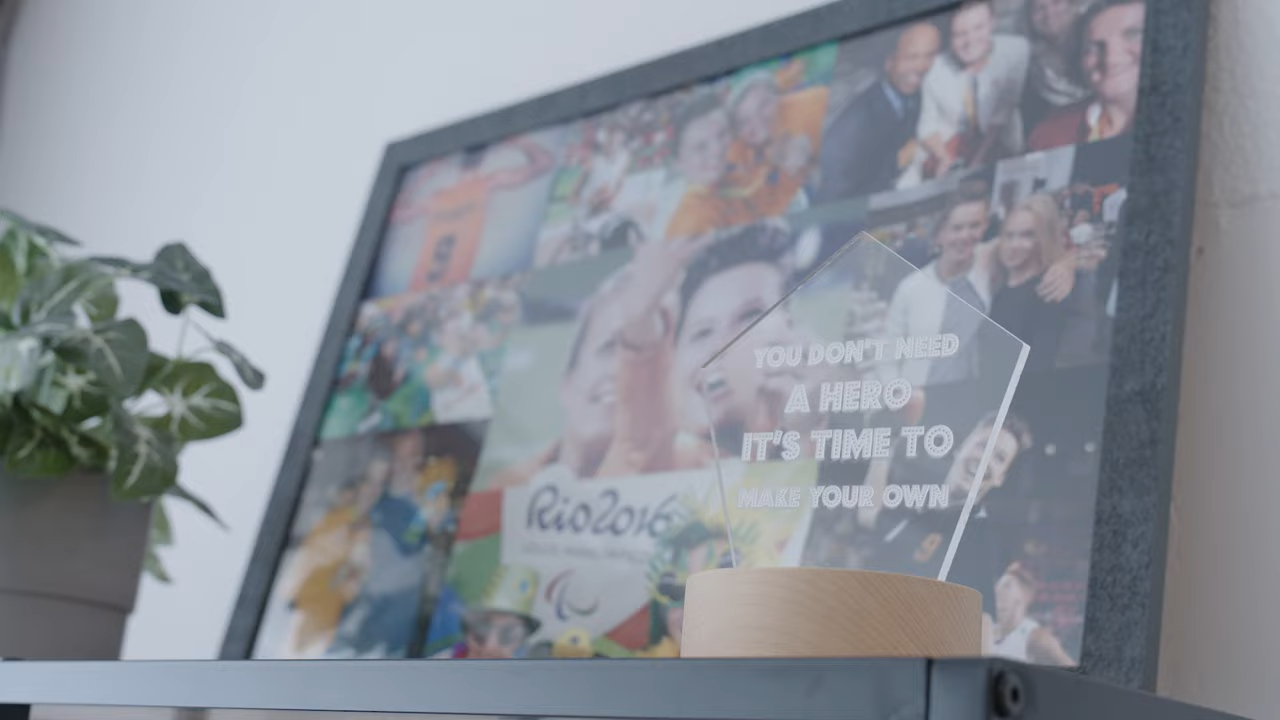 YOU DON'T NEED
A HERO
IT'S TIME TO
MAKE YOUR OWN
Rio2016